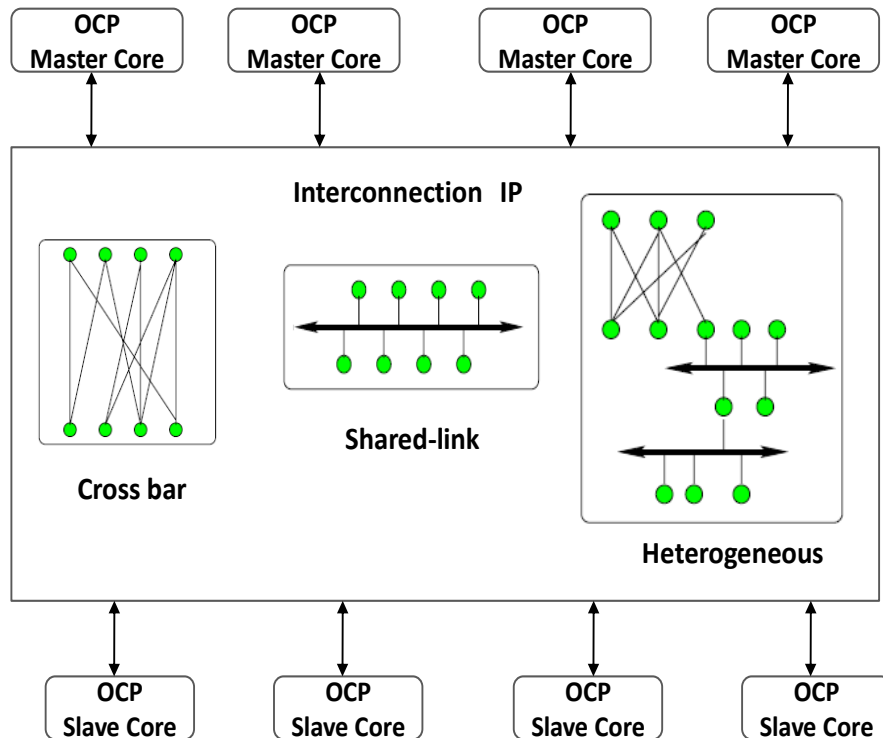 OCP
Master Core
OCP
Master Core
OCP
Master Core
OCP
Master Core
Interconnection IP
Cross bar
Shared-link
Heterogeneous
OCP
Slave Core
OCP
Slave Core
OCP
Slave Core
OCP
Slave Core